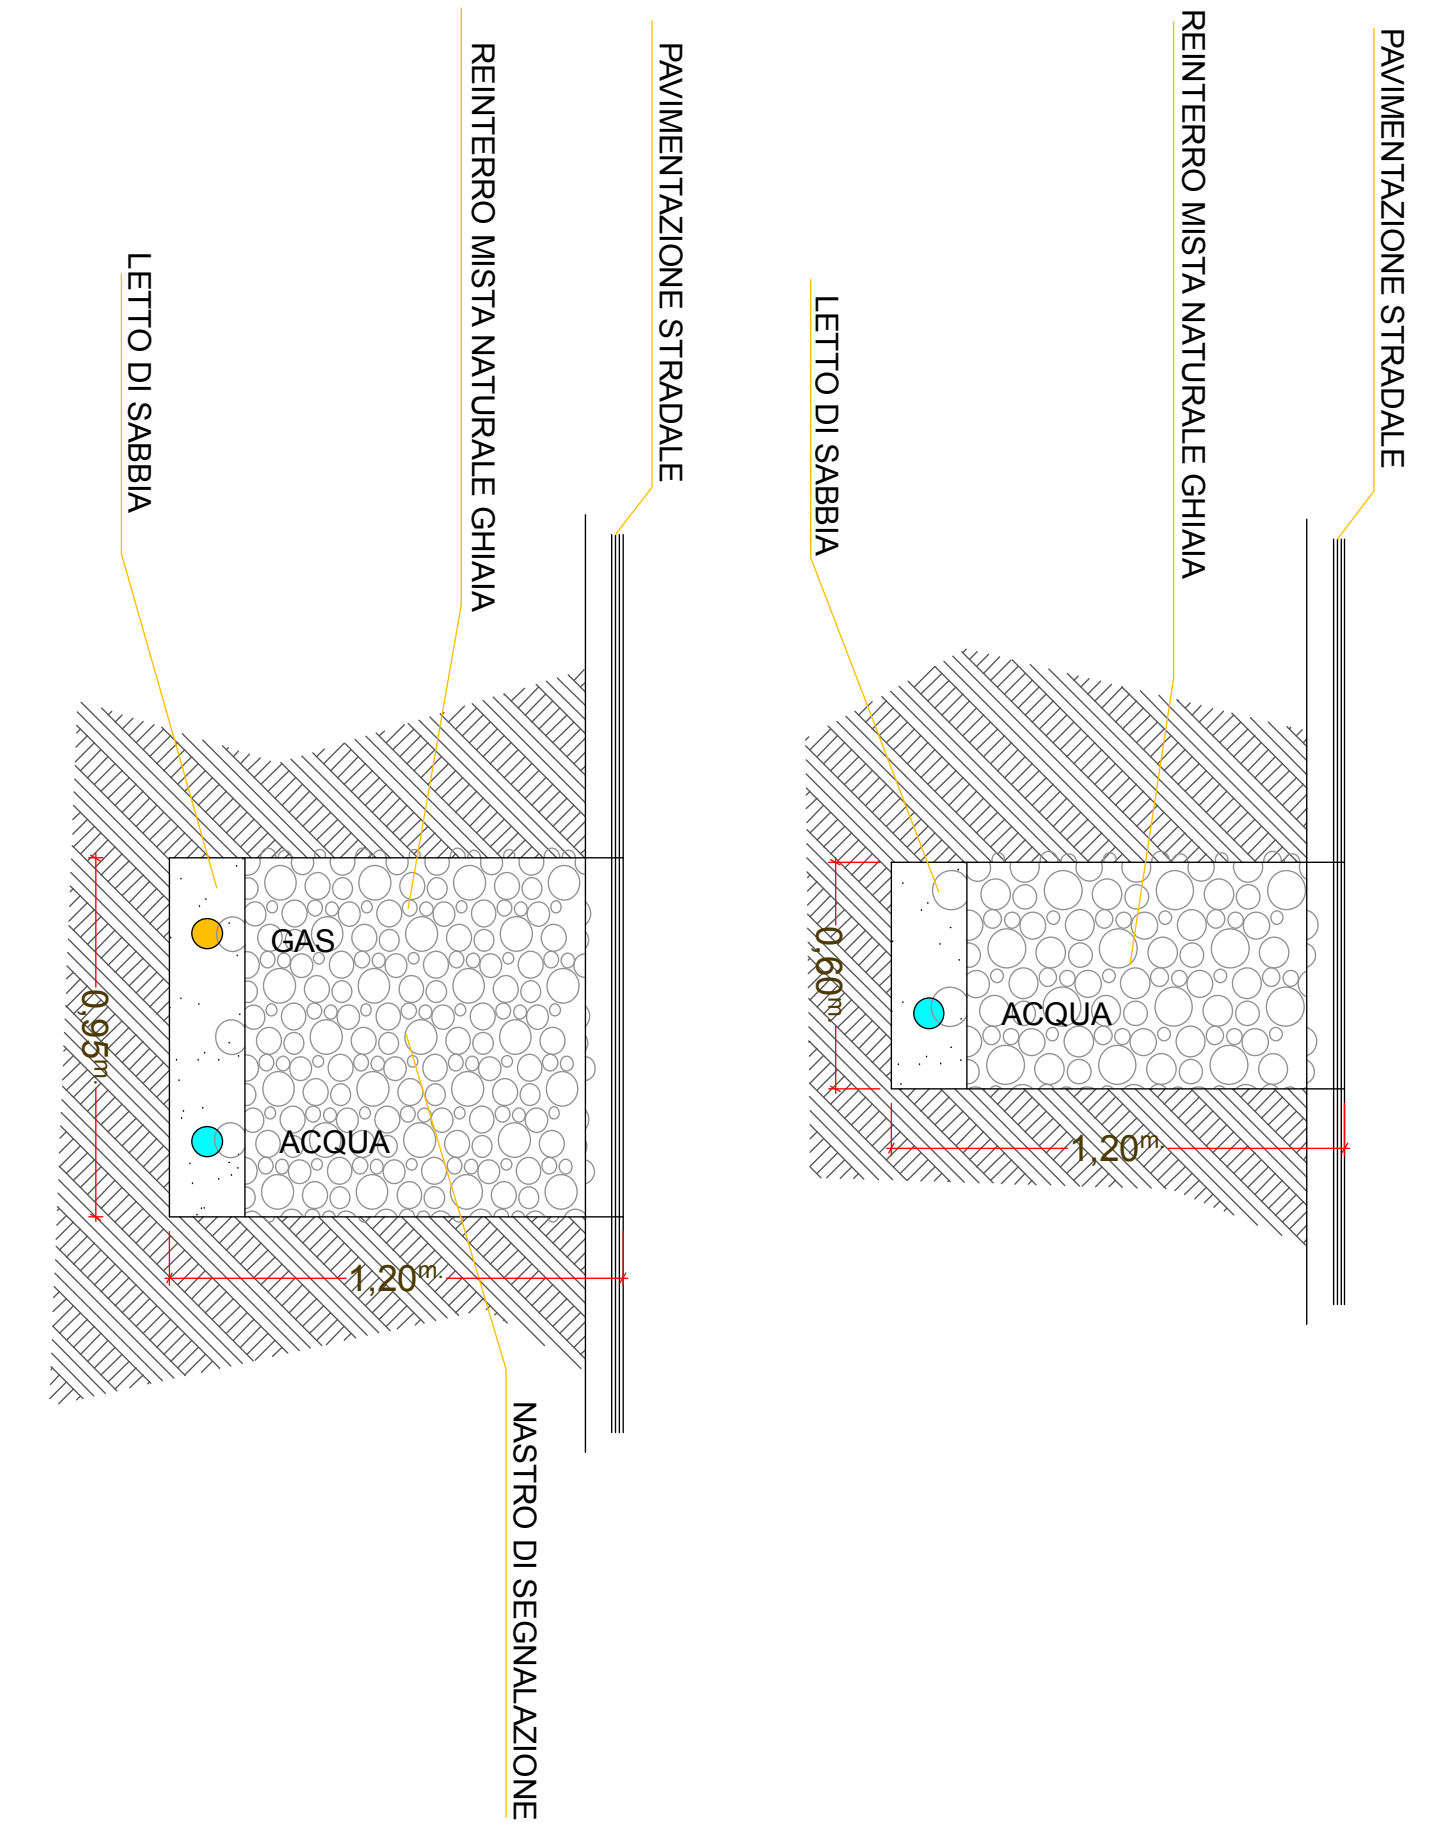 PAVIMENTAZIONE STRADALE
REINTERRO MISTA NATURALE GHIAIA
LETTO DI SABBIA
ACQUA
0,60m.
1,20m.
PAVIMENTAZIONE STRADALE
REINTERRO MISTA NATURALE GHIAIA
LETTO DI SABBIA
GAS
ACQUA
0,95m.
1,20m.
NASTRO DI SEGNALAZIONE